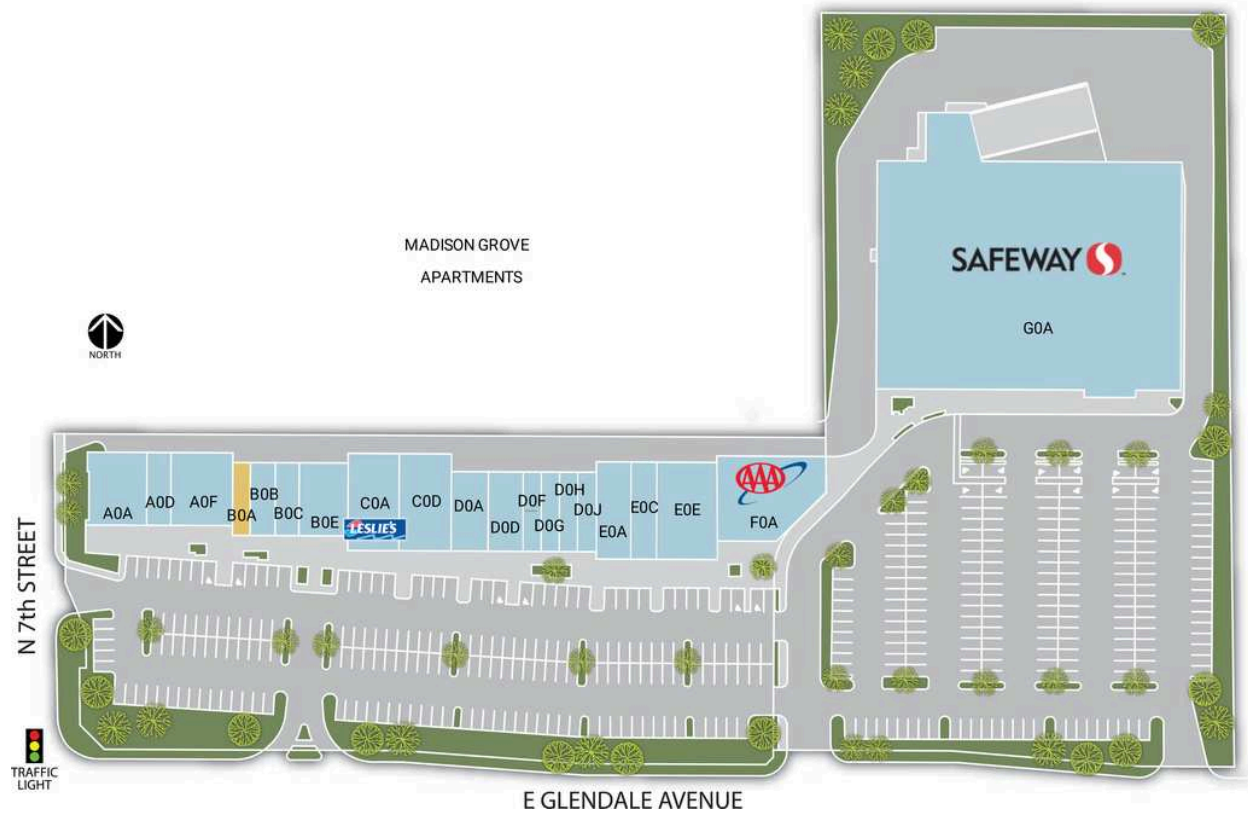 MADISON GROVE
APARTMENTS
NORTH
SAFEWAY
G0A
A0A
A0D
A0F
B0A
B0B
B0C
B0E
C0A
LESLIE'S
C0D
D0A
D0D
D0F
D0G
D0H
D0J
E0A
E0C
E0E
AAA
F0A
N 7th STREET
TRAFFIC
LIGHT
E GLENDALE AVENUE